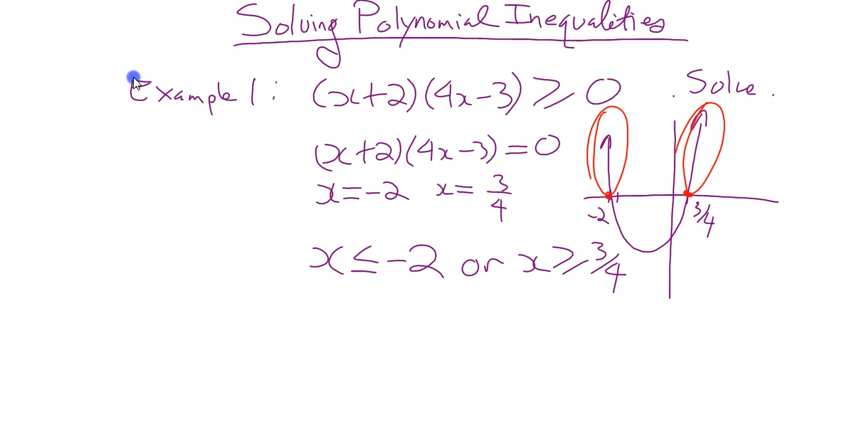 Solving Polynomial Inequalities
Example 1: (x+2)(4x-3) ≥ 0 . Solve .
(x+2)(4x-3) = 0
x = -2 x = 3/4
-2 3/4
x ≤ -2 or x ≥ 3/4